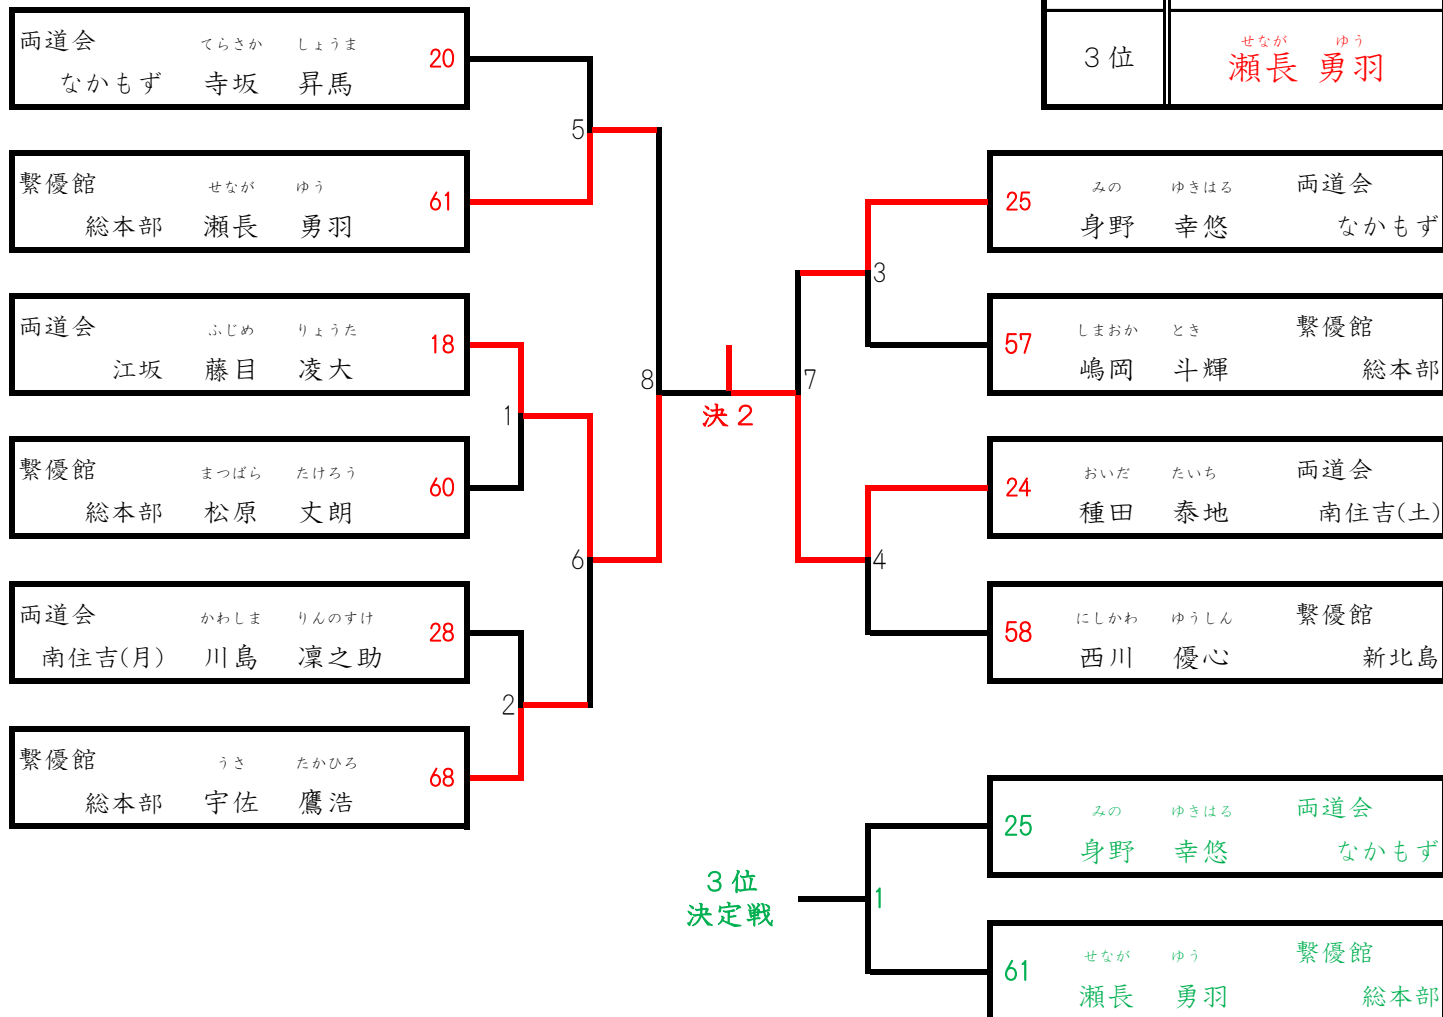 両道会 てらさか しょうま 20
なかもず 寺坂 昇馬
繋優館 せなが ゆう 61
総本部 瀬長 勇羽
両道会 ふじめ りょうた 18
江坂 藤目 凌大
繋優館 まつばら たけろう 60
総本部 松原 丈朗
両道会 かわしま りんのすけ 28
南住吉(月) 川島 凜之助
繋優館 うさ たかひろ 68
総本部 宇佐 鷹浩
5
1
2
6
8
決2
7
3
4
せなが ゆう
3位 瀬長 勇羽
25 みの ゆきはる 両道会
身野 幸悠 なかもず
57 しまおか とき 繋優館
嶋岡 斗輝 総本部
24 おいだ たいち 両道会
種田 泰地 南住吉(土)
58 にしかわ ゆうしん 繋優館
西川 優心 新北島
3位
決定戦
1
25 みの ゆきはる 両道会
身野 幸悠 なかもず
61 せなが ゆう 繋優館
瀬長 勇羽 総本部